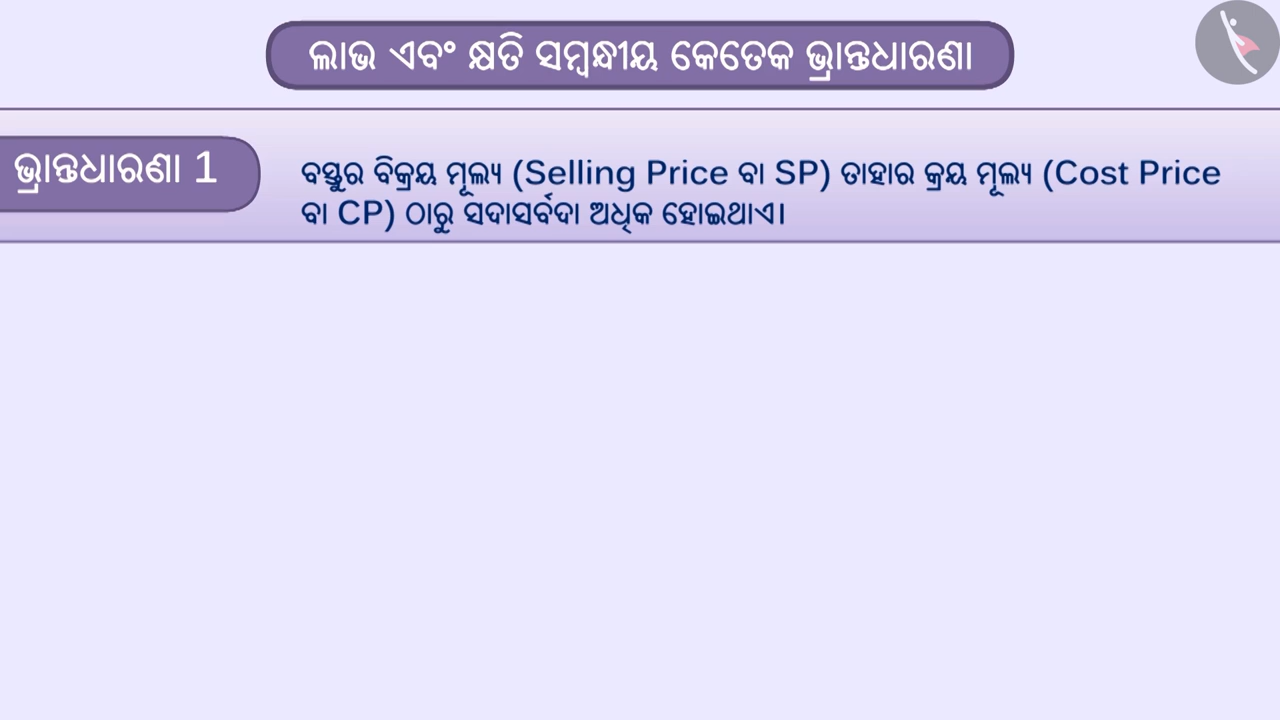 ଲାଭ ଏବଂ କ୍ଷତି ସମ୍ବନ୍ଧୀୟ କେତେକ ଭ୍ରାନ୍ତଧାରଣା
ଭ୍ରାନ୍ତଧାରଣା 1
ବସ୍ତୁର ବିକ୍ରୟ ମୂଲ୍ୟ (Selling Price ବା SP) ତାହାର କ୍ରୟ ମୂଲ୍ୟ (Cost Price
ବା CP) ଠାରୁ ସଦାସର୍ବଦା ଅଧିକ ହୋଇଥାଏ।